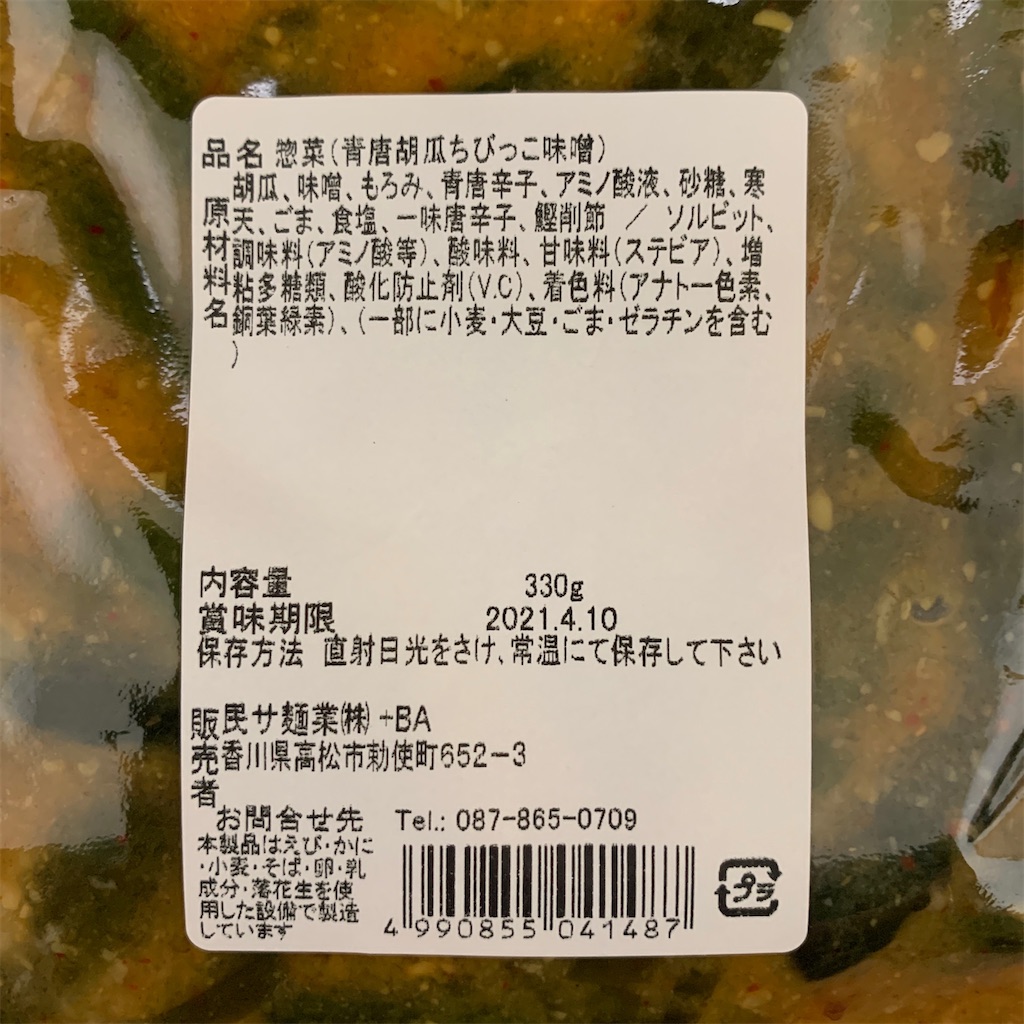 品名 惣菜(青唐胡瓜ちびっこ味噌)
原材料名 胡瓜、味噌、もろみ、青唐辛子、アミノ酸液、砂糖、寒
天、ごま、食塩、一味唐辛子、鰹削節 / ソルビット、
調味料(アミノ酸等)、酸味料、甘味料(ステビア)、増
粘多糖類、酸化防止剤(V.C)、着色料(アナトー色素、
銅葉緑素)、(一部に小麦・大豆・ごま・ゼラチンを含む
)
内容量 330g
賞味期限 2021.4.10
保存方法 直射日光をさけ、常温にて保存して下さい
販売者 民サ麺業㈱ +BA
香川県高松市勅使町652-3
お問合せ先 Tel.: 087-865-0709
本製品はえび・かに
・小麦・そば・卵・乳
成分・落花生を使
用した設備で製造
しています
4990855041487
プラ